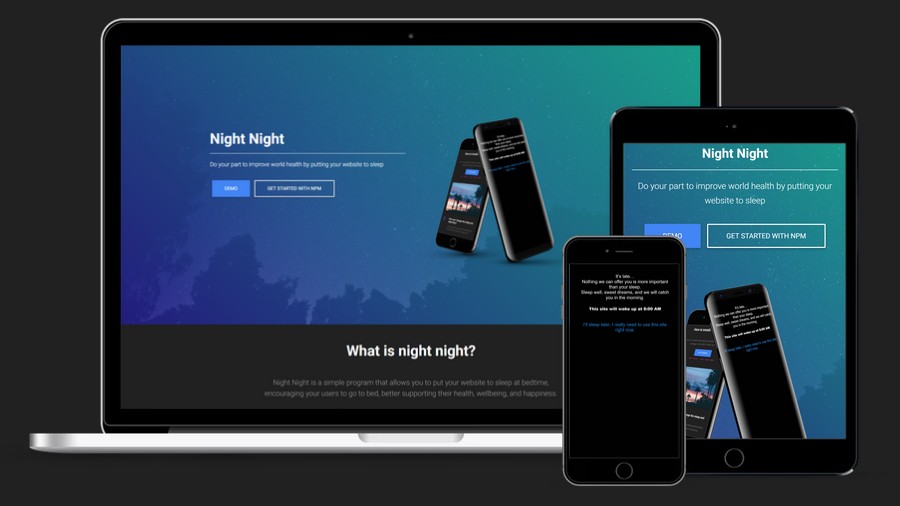 Night Night
Do your part to improve world health by putting your website to sleep
DEMO
GET STARTED WITH NPM
What is night night?
Night Night is a simple program that allows you to put your website to sleep at bedtime,
encouraging your users to go to bed, better supporting their health, wellbeing, and happiness.
Night Night
Do your part to improve world health by putting your
website to sleep
DEMO
GET STARTED WITH NPM
It's late...
Nothing we can offer you is more important
than your sleep.
Sleep well, sweet dreams, and we will catch
you in the morning.
This site will wake up at 5:00 AM
I'll sleep later, I really need to use this site
right now.